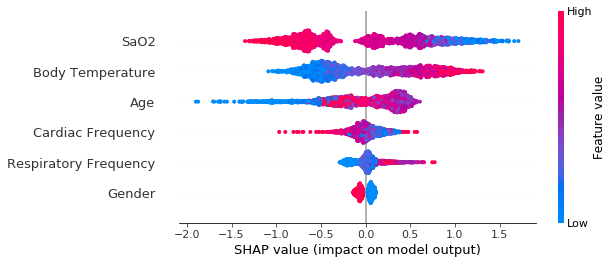 High
SaO2
Body Temperature
Age
Cardiac Frequency
Respiratory Frequency
Gender
Feature value
Low
−2.0 −1.5 −1.0 −0.5 0.0 0.5 1.0 1.5
SHAP value (impact on model output)